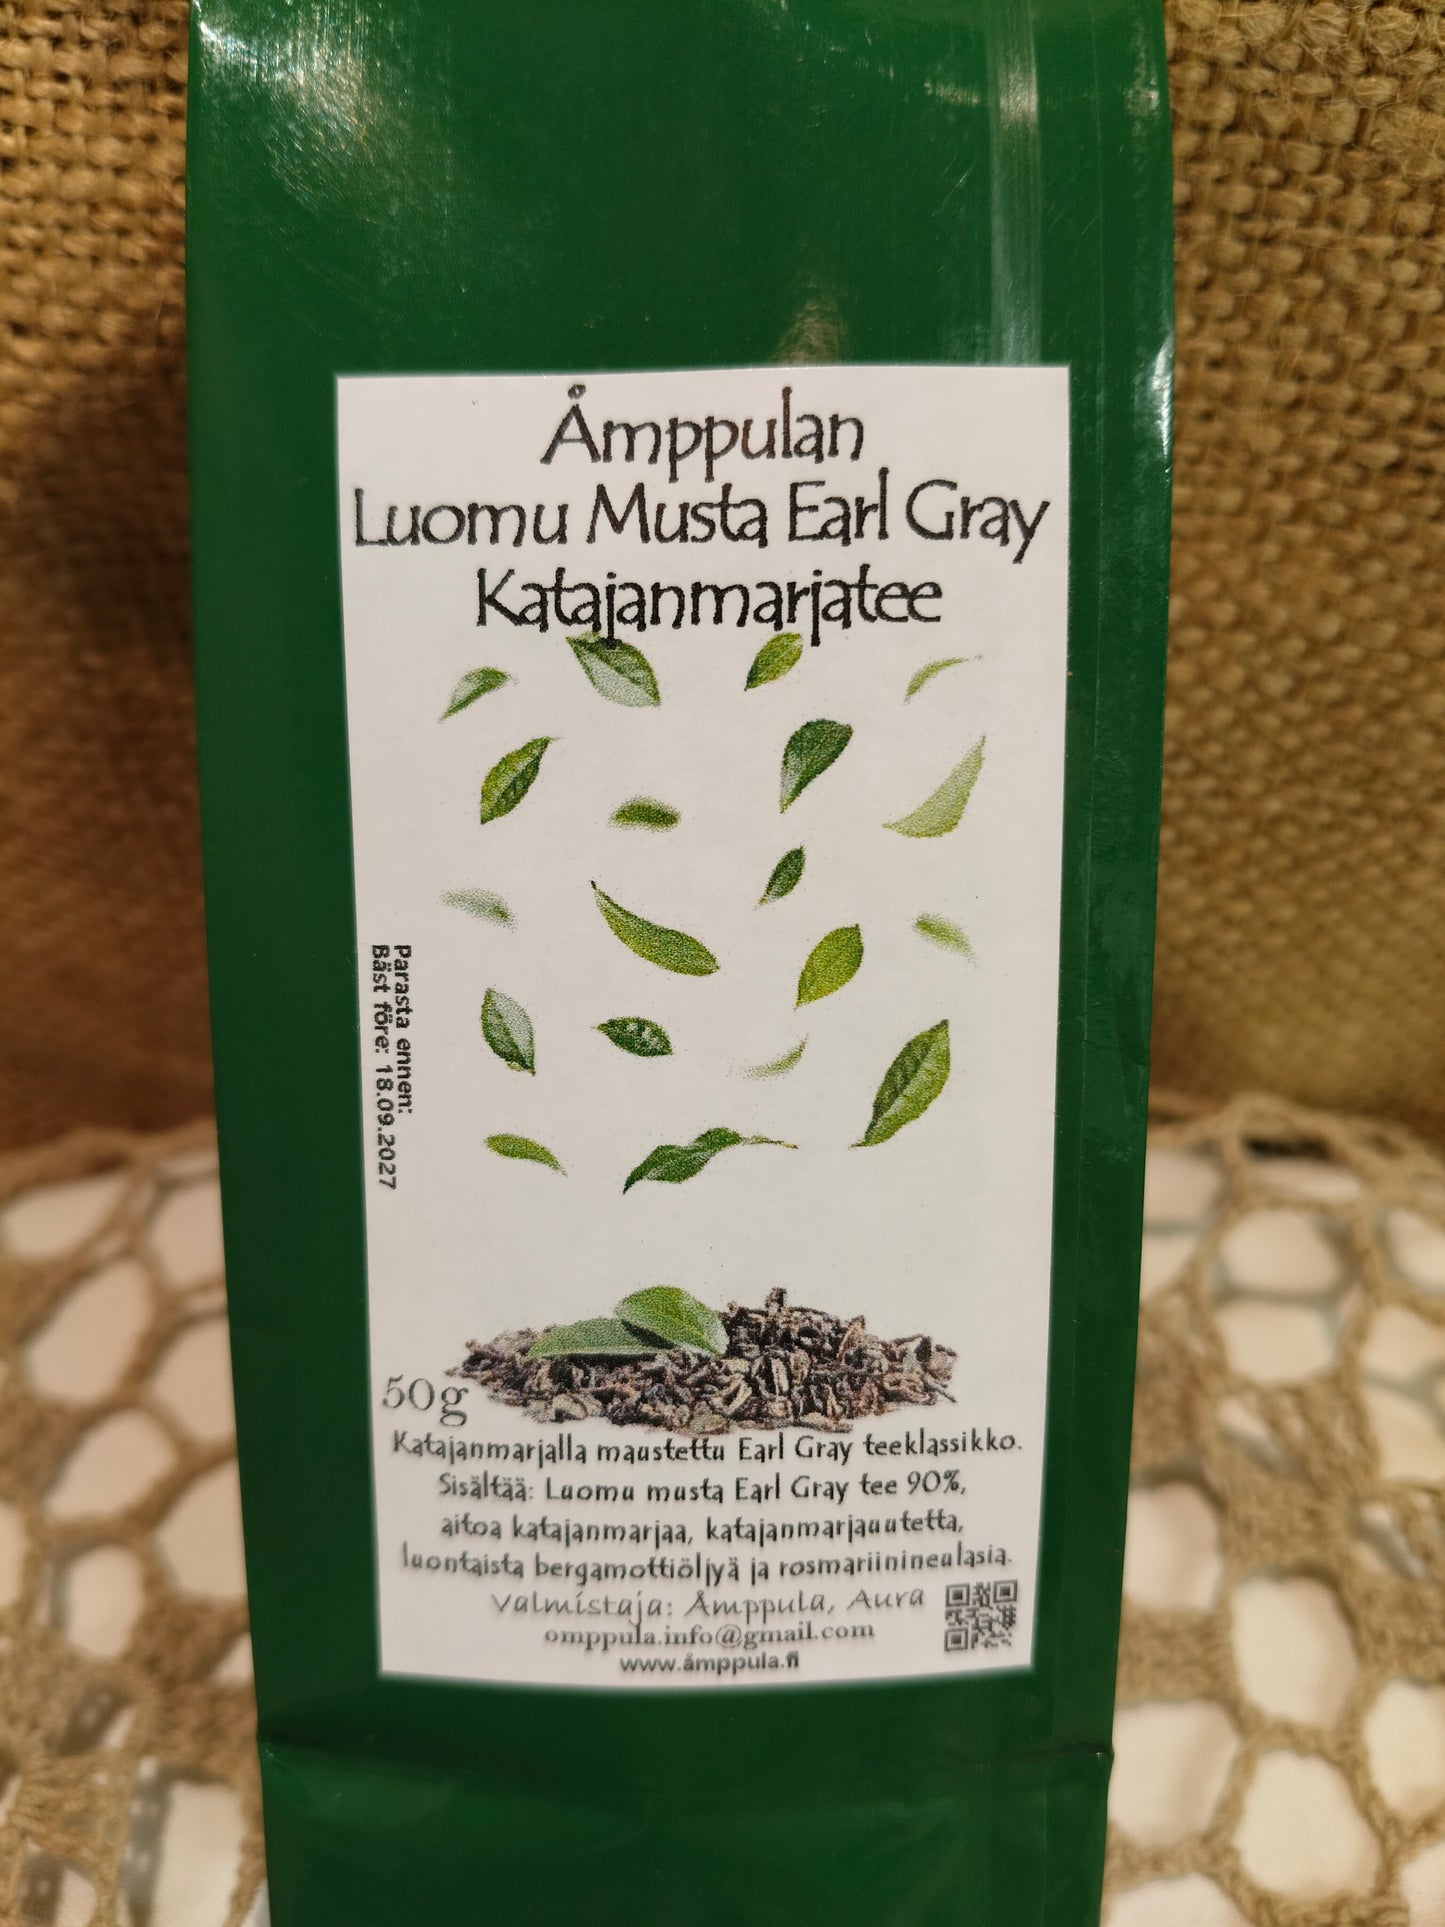 Åmppulan
Luomu Musta Earl Gray
Katajanmarjatee
Parasta ennen:
Bäst före: 18.09.2027
50g
Katajanmarjalla maustettu Earl Gray teeklassikko.
Sisältää: Luomu musta Earl Gray tee 90%,
aitoa katajanmarjaa, katajanmarjauutetta,
luontaista bergamottiöljyä ja rosmariinineulasia.
Valmistaja: Åmppula, Aura
omppula.info@gmail.com
www.åmppula.fi